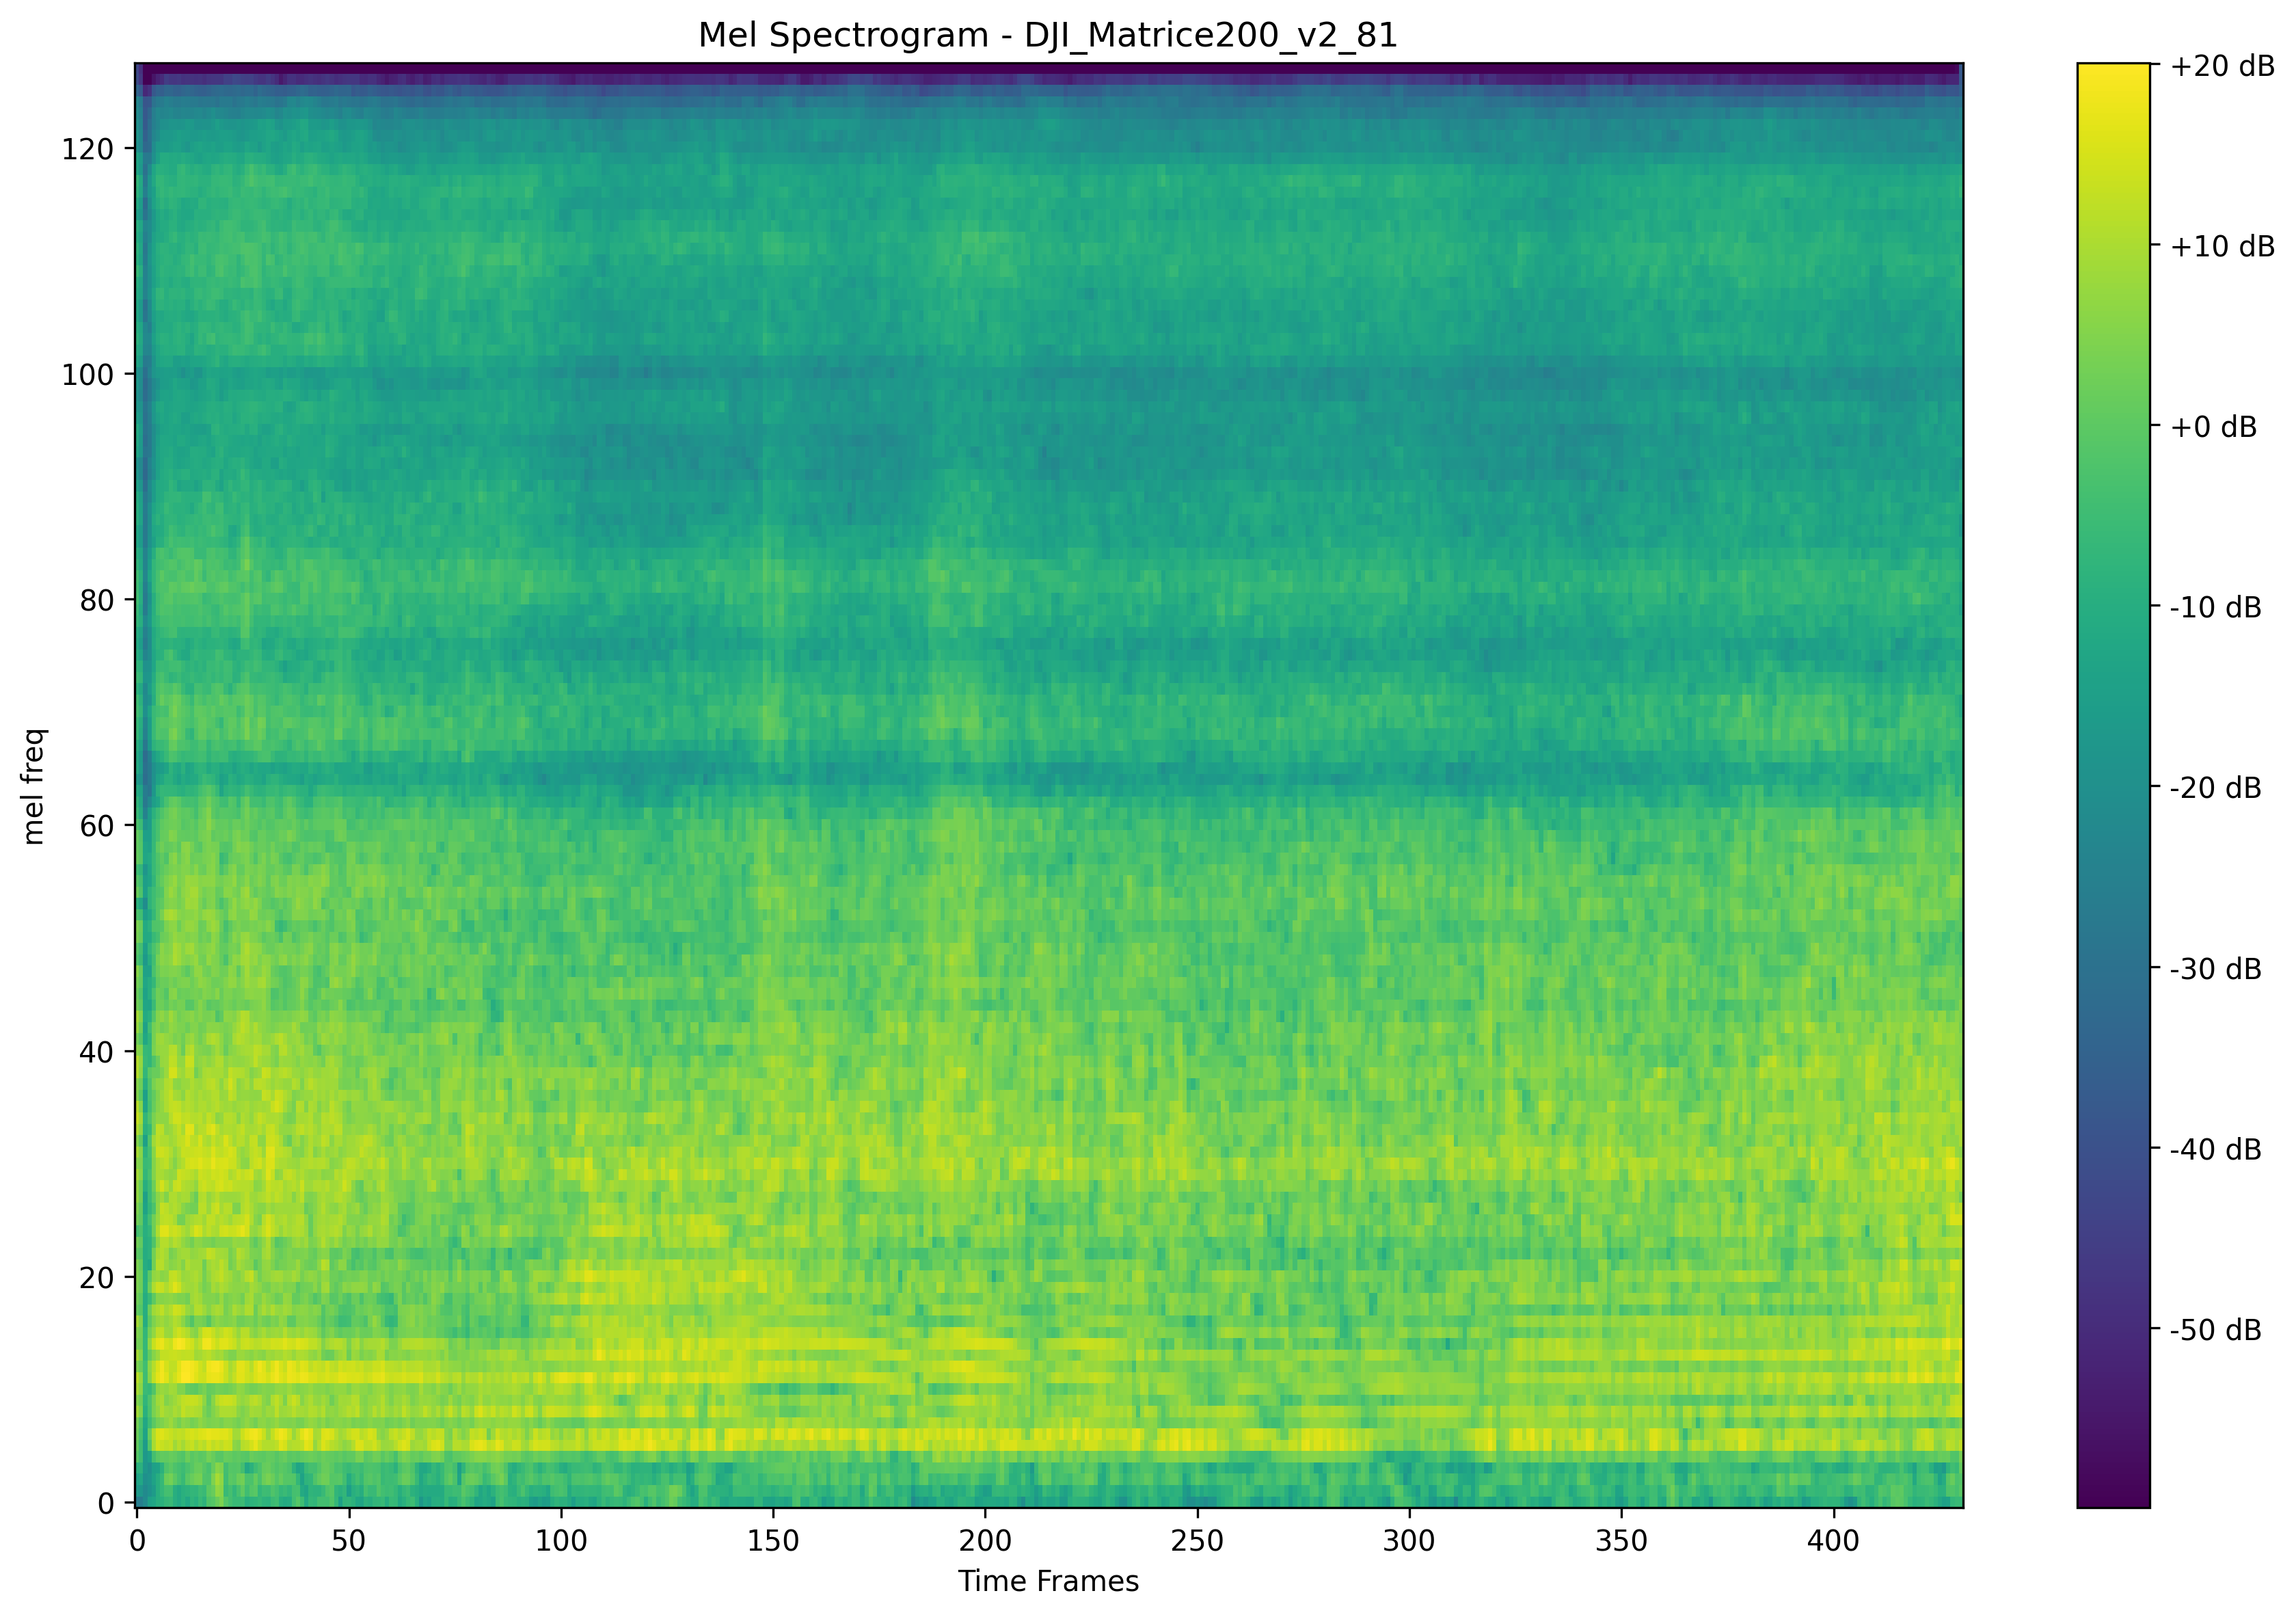 Mel Spectrogram - DJI_Matrice200_v2_81
mel freq
120
100
80
60
40
20
0
0 50 100 150 200 250 300 350 400
Time Frames
+20 dB
+10 dB
+0 dB
-10 dB
-20 dB
-30 dB
-40 dB
-50 dB